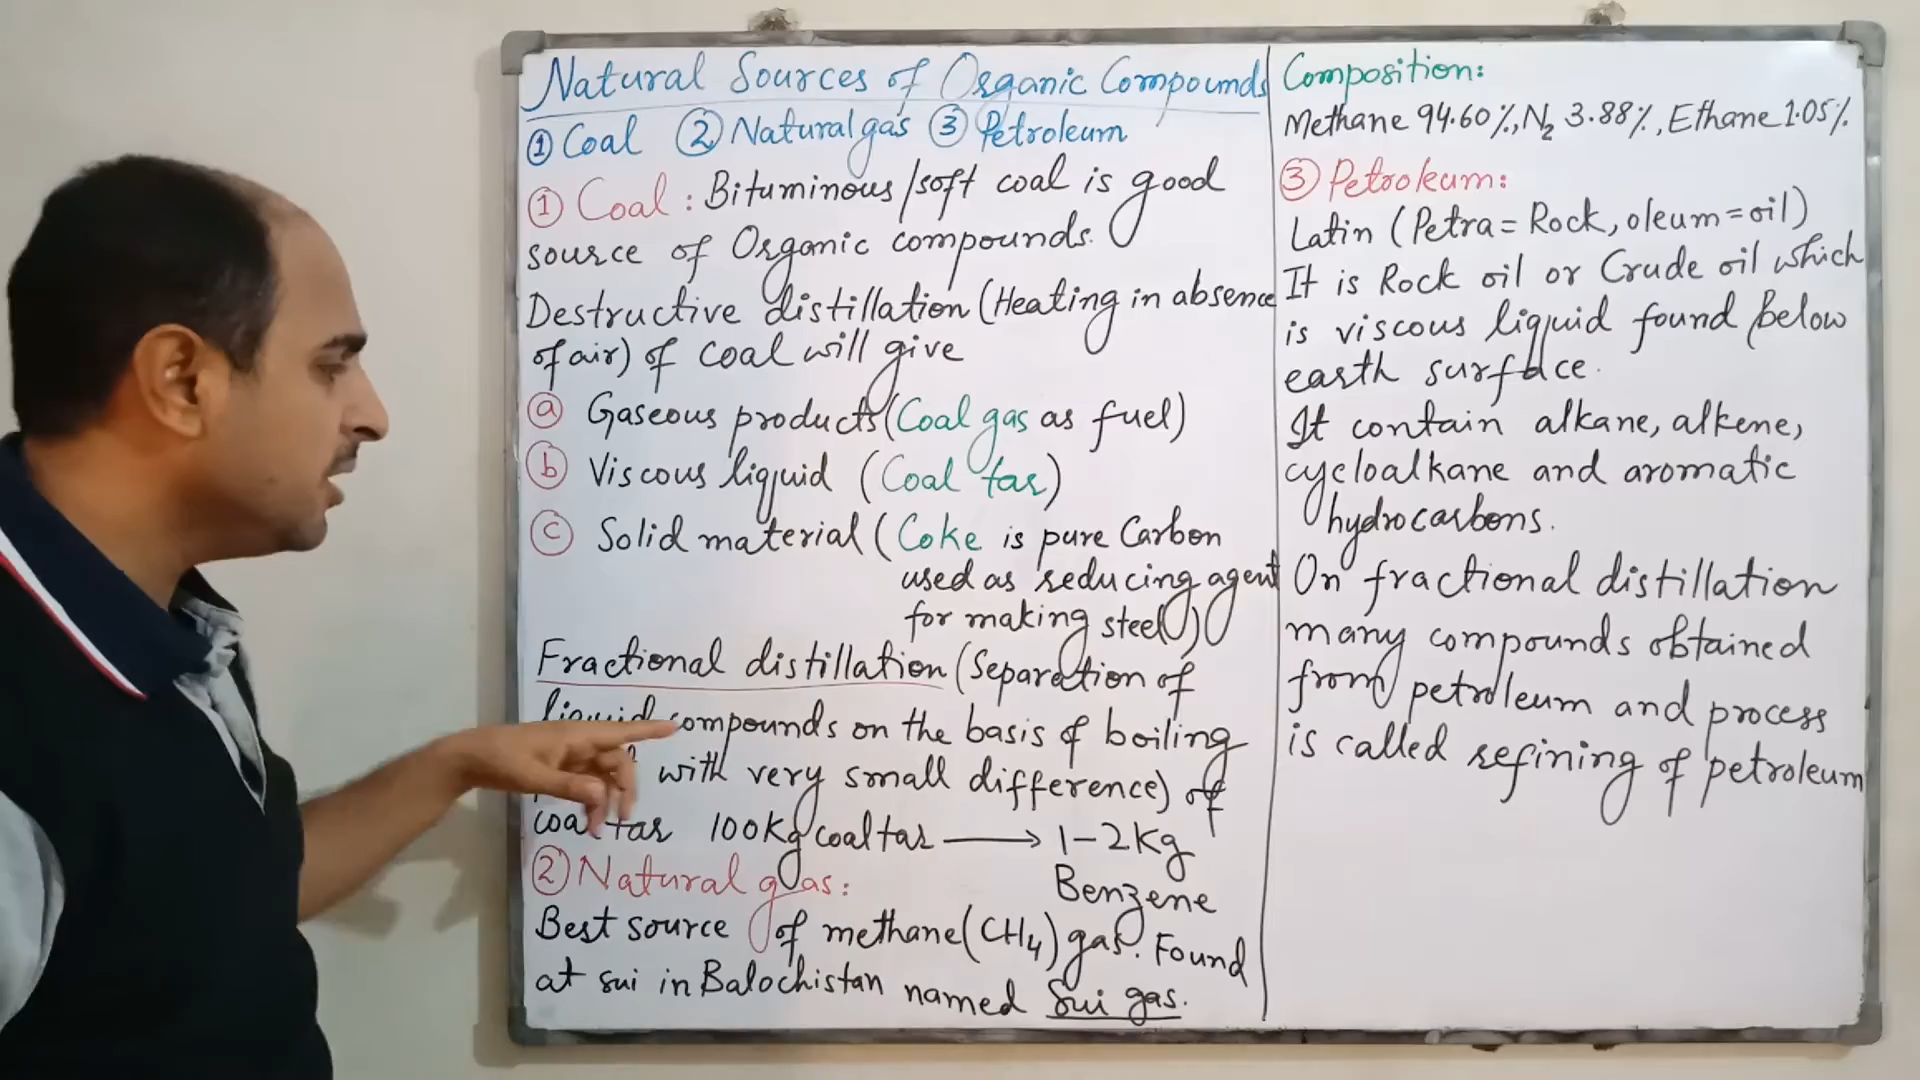 Natural Sources of Organic Compounds
① Coal ② Natural gas ③ Petroleum
① Coal : Bituminous/soft coal is good
source of Organic compounds.
Destructive distillation (Heating in absence
of air) of coal will give
ⓐ Gaseous products (Coal gas as fuel)
ⓑ Viscous liquid (Coal tar)
ⓒ Solid material (Coke is pure Carbon
used as reducing agent
for making steel)
Fractional distillation (Separation of
liquid compounds on the basis of boiling
with very small difference) of
coal tar 100Kg coal tar ⟶ 1-2Kg
Benzene
② Natural gas:
Best source of methane (CH₄) gas. Found
at sui in Balochistan named Sui gas.
Composition:
Methane 94.60%, N₂ 3.88%, Ethane 1.05%
③ Petroleum:
Latin (Petra = Rock, oleum = oil)
It is Rock oil or Crude oil which
is viscous liquid found below
earth surface.
It contain alkane, alkene,
cycloalkane and aromatic
hydrocarbons.
On fractional distillation
many compounds obtained
from petroleum and process
is called refining of petroleum